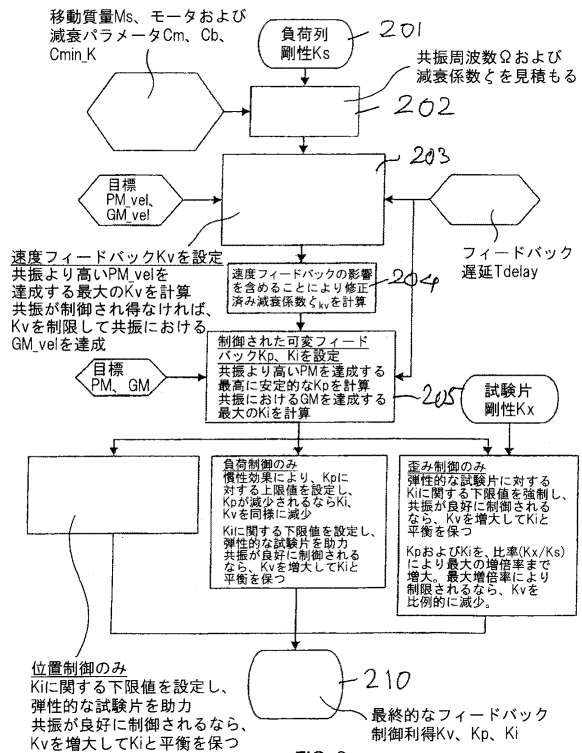 移動質量Ms、モータおよび
減衰パラメータCm、Cb、
Cmin_K
負荷列
剛性Ks
201
共振周波数Ωおよび
減衰係数ζを見積もる
202
203
目標
PM_vel、
GM_vel
フィードバック
遅延Tdelay
速度フィードバックKvを設定
共振より高いPM_velを
達成する最大のKvを計算
共振が制御され得なければ、
Kvを制限して共振における
GM_velを達成
速度フィードバックの影響
を含めることにより修正
済み減衰係数ζkvを計算
204
目標
PM、GM
制御された可変フィード
バックKp、Kiを設定
共振より高いPMを達成する
最高に安定的なKpを計算
共振におけるGMを達成する
最大のKiを計算
205
試験片
剛性Kx
負荷制御のみ
慣性効果により、Kpに
対する上限値を設定し、
Kpが減少されるならKi、
Kvを同様に減少
Kiに関する下限値を設定し、
弾性的な試験片を助力
共振が良好に制御される
なら、Kvを増大してKiと
平衡を保つ
歪み制御のみ
弾性的な試験片に対する
Kiに関する下限値を強制し、
共振が良好に制御される
なら、Kvを増大してKiと
平衡を保つ
KpおよびKiを、比率(Kx/Ks)
により最大の増倍率まで
増大。最大増倍率により
制限されるなら、Kvを
比例的に減少。
位置制御のみ
Kiに関する下限値を設定し、
弾性的な試験片を助力
共振が良好に制御されるなら、
Kvを増大してKiと平衡を保つ
210
最終的なフィードバック
制御利得Kv、Kp、Ki